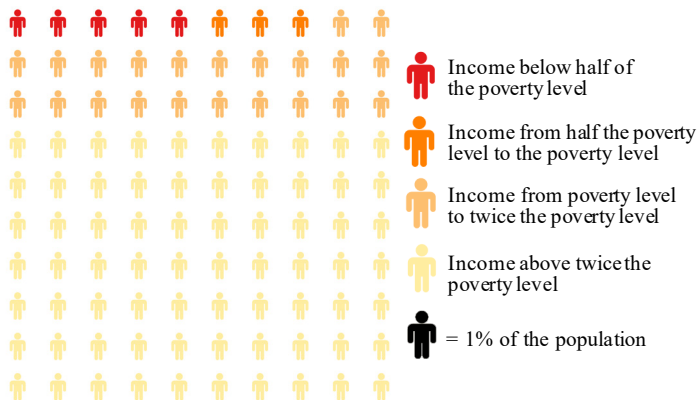 Income below half of
the poverty level
Income from half the poverty
level to the poverty level
Income from poverty level
to twice the poverty level
Income above twice the
poverty level
= 1% of the population